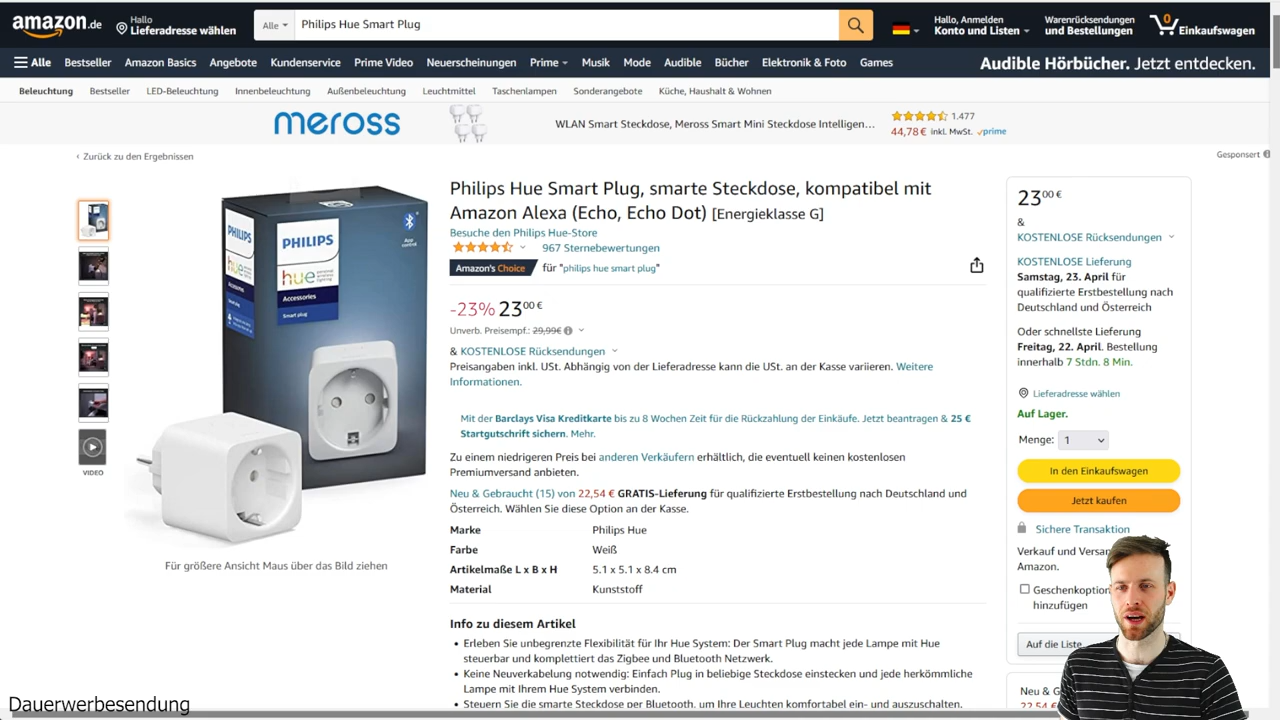 amazon.de
Hallo
Lieferadresse wählen
Alle
Philips Hue Smart Plug
Hallo, Anmelden
Konto und Listen
Warenrücksendungen
und Bestellungen
0
Einkaufswagen
Alle
Bestseller
Amazon Basics
Angebote
Kundenservice
Prime Video
Neuerscheinungen
Prime
Musik
Mode
Audible
Bücher
Elektronik & Foto
Games
Audible Hörbücher. Jetzt entdecken.
Beleuchtung
Bestseller
LED-Beleuchtung
Innenbeleuchtung
Außenbeleuchtung
Leuchtmittel
Taschenlampen
Sonderangebote
Küche, Haushalt & Wohnen
meross
WLAN Smart Steckdose, Meross Smart Mini Steckdose Intelligen…
1.477
44,78 € inkl. MwSt. prime
‹ Zurück zu den Ergebnissen
Gesponsert
PHILIPS
hue
PHILIPS
hue personal wireless lighting
Accessories
Smart plug
App control
VIDEO
Für größere Ansicht Maus über das Bild ziehen
Philips Hue Smart Plug, smarte Steckdose, kompatibel mit
Amazon Alexa (Echo, Echo Dot) [Energieklasse G]
Besuche den Philips Hue-Store
967 Sternebewertungen
Amazon's Choice für "philips hue smart plug"
-23% 23 00 €
Unverb. Preisempf.: 29,99€
& KOSTENLOSE Rücksendungen
Preisangaben inkl. USt. Abhängig von der Lieferadresse kann die USt. an der Kasse variieren. Weitere
Informationen.
Mit der Barclays Visa Kreditkarte bis zu 8 Wochen Zeit für die Rückzahlung der Einkäufe. Jetzt beantragen & 25 €
Startgutschrift sichern. Mehr.
Zu einem niedrigeren Preis bei anderen Verkäufern erhältlich, die eventuell keinen kostenlosen
Premiumversand anbieten.
Neu & Gebraucht (15) von 22,54 € GRATIS-Lieferung für qualifizierte Erstbestellung nach Deutschland und
Österreich. Wählen Sie diese Option an der Kasse.
Marke Philips Hue
Farbe Weiß
Artikelmaße L x B x H 5.1 x 5.1 x 8.4 cm
Material Kunststoff
Info zu diesem Artikel
• Erleben Sie unbegrenzte Flexibilität für Ihr Hue System: Der Smart Plug macht jede Lampe mit Hue
steuerbar und komplettiert das Zigbee und Bluetooth Netzwerk.
• Keine Neuverkabelung notwendig: Einfach Plug in beliebige Steckdose einstecken und jede herkömmliche
Lampe mit Ihrem Hue System verbinden.
• Steuern Sie die smarte Steckdose per Bluetooth, um Ihre Leuchten komfortabel ein- und auszuschalten,
23 00 €
&
KOSTENLOSE Rücksendungen
KOSTENLOSE Lieferung
Samstag, 23. April für
qualifizierte Erstbestellung nach
Deutschland und Österreich
Oder schnellste Lieferung
Freitag, 22. April. Bestellung
innerhalb 7 Stdn. 8 Min.
Lieferadresse wählen
Auf Lager.
Menge: 1
In den Einkaufswagen
Jetzt kaufen
Sichere Transaktion
Verkauf und Versan
Amazon.
Geschenkoption
hinzufügen
Auf die Liste
Neu & G
22,54 €
Dauerwerbesendung